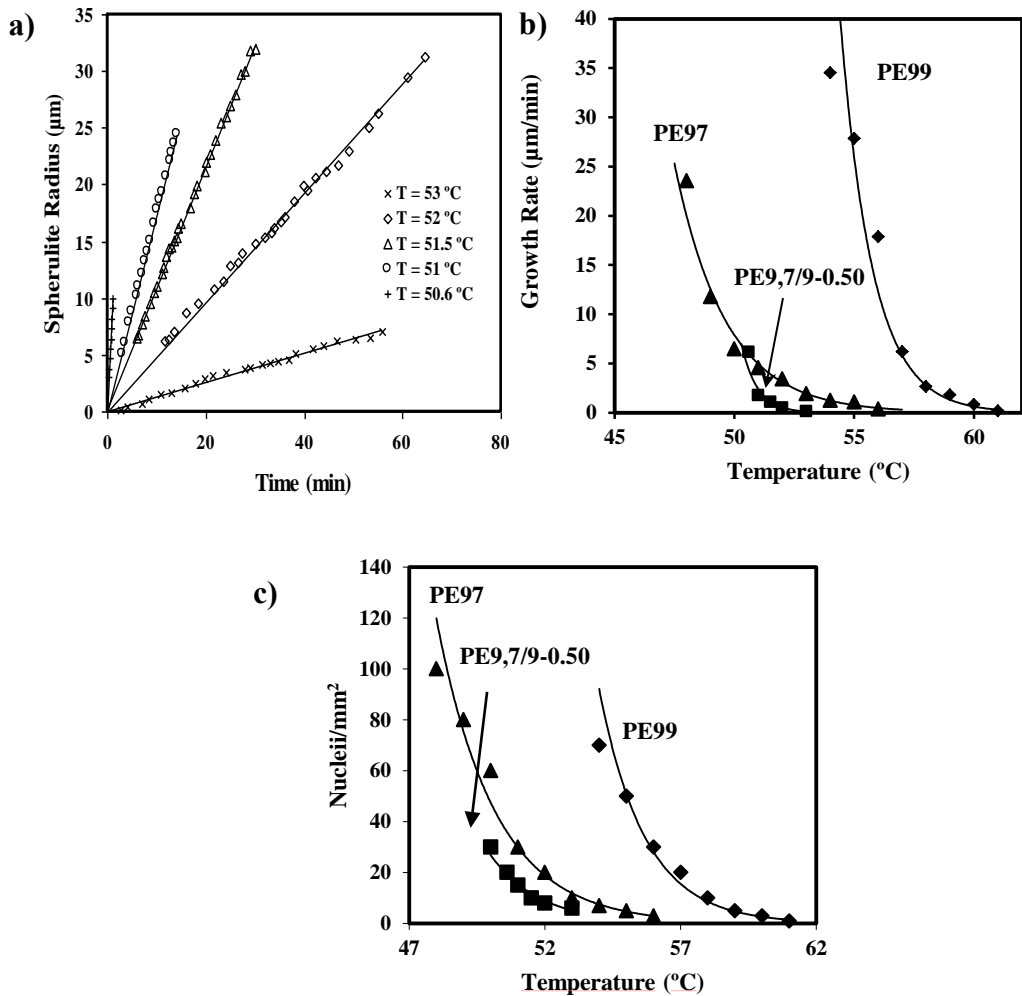 a)
35
30
25
20
15
10
5
0
Spherulite Radius (µm)
0 20 40 60 80
Time (min)
× T = 53 ºC
◇ T = 52 ºC
△ T = 51.5 ºC
○ T = 51 ºC
+ T = 50.6 ºC
b)
40
35
30
25
20
15
10
5
0
Growth Rate (µm/min)
PE99
PE97
PE9,7/9-0.50
45 50 55 60
Temperature (ºC)
c)
140
120
100
80
60
40
20
0
Nucleii/mm²
PE97
PE9,7/9-0.50
PE99
47 52 57 62
Temperature (ºC)